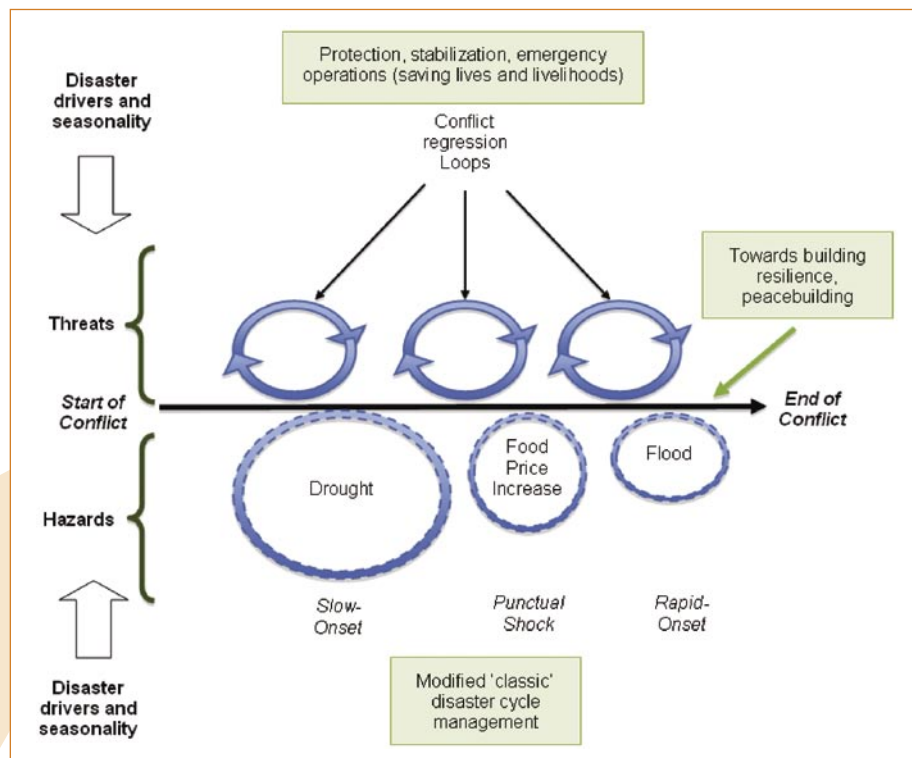 Protection, stabilization, emergency
operations (saving lives and livelihoods)
Disaster
drivers and
seasonality
Conflict
regression
Loops
Towards building
resilience,
peacebuilding
Threats
Start of
Conflict
End of
Conflict
Hazards
Drought
Food
Price
Increase
Flood
Slow-
Onset
Punctual
Shock
Rapid-
Onset
Disaster
drivers and
seasonality
Modified 'classic'
disaster cycle
management